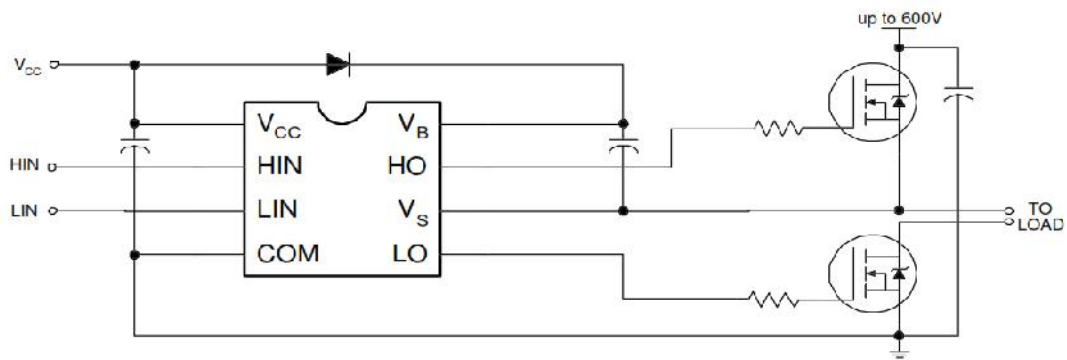 up to 600V
VCC
VCC
VB
HIN
HIN
HO
LIN
LIN
VS
TO
LOAD
COM
LO